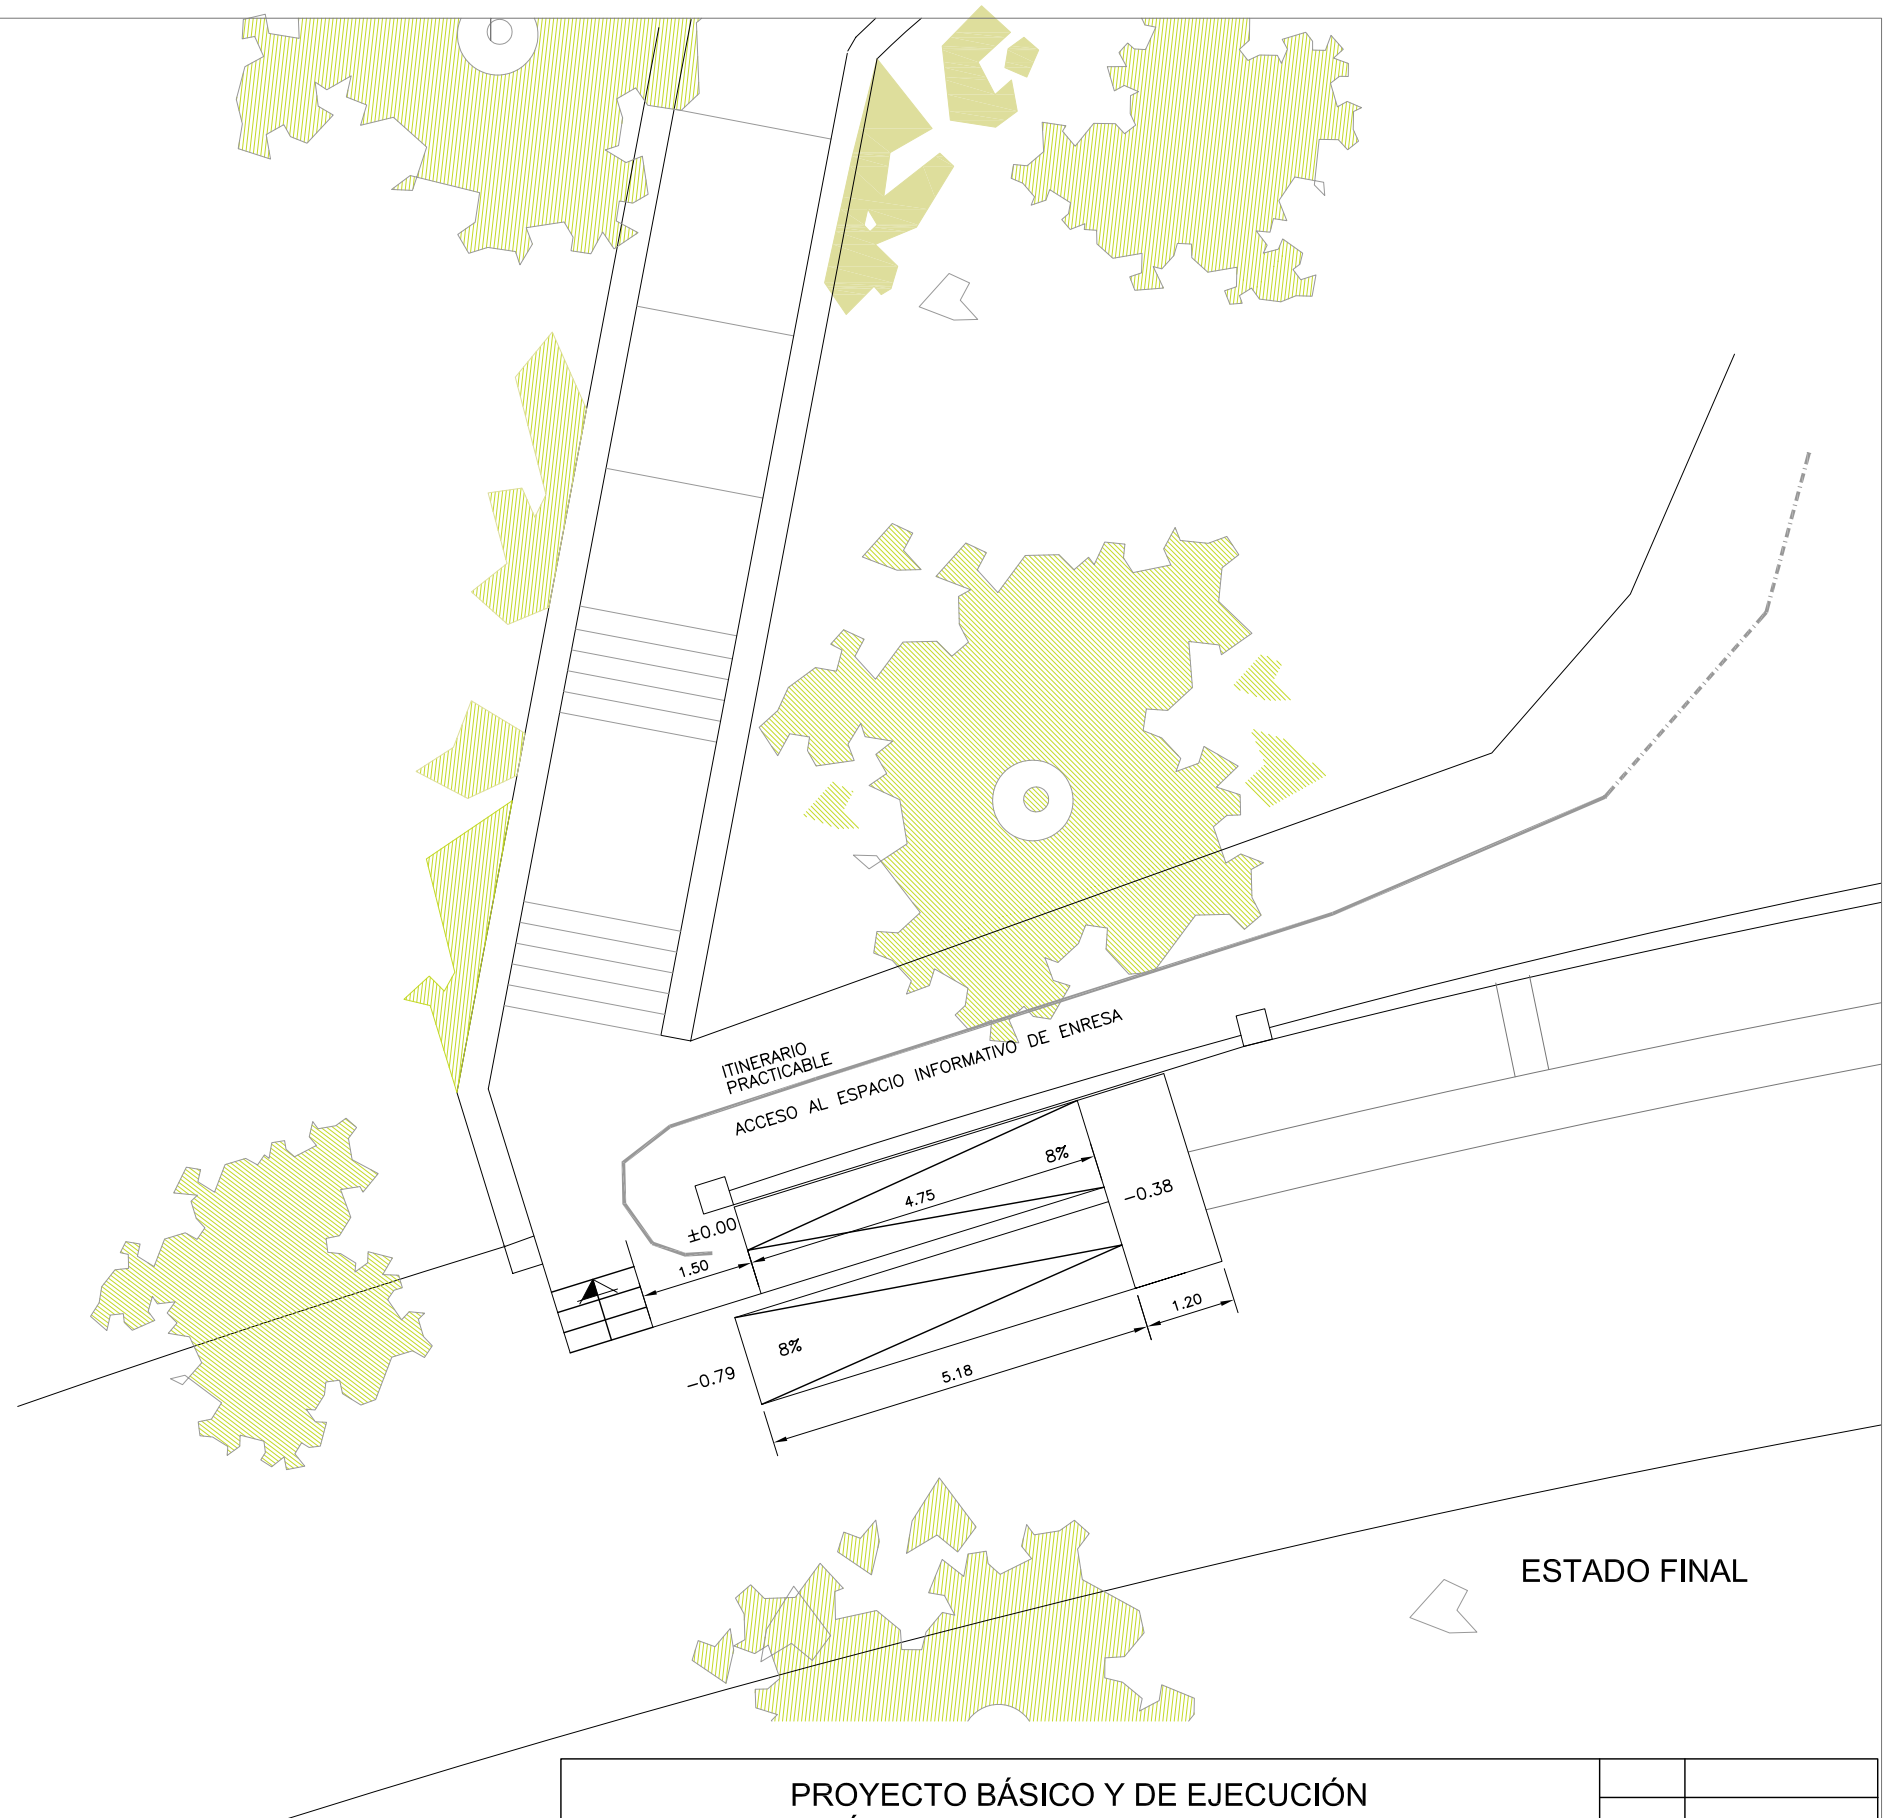 ITINERARIO
PRACTICABLE
ACCESO AL ESPACIO INFORMATIVO DE ENRESA
8%
4.75
−0.38
±0.00
1.50
1.20
8%
−0.79
5.18
ESTADO FINAL
PROYECTO BÁSICO Y DE EJECUCIÓN